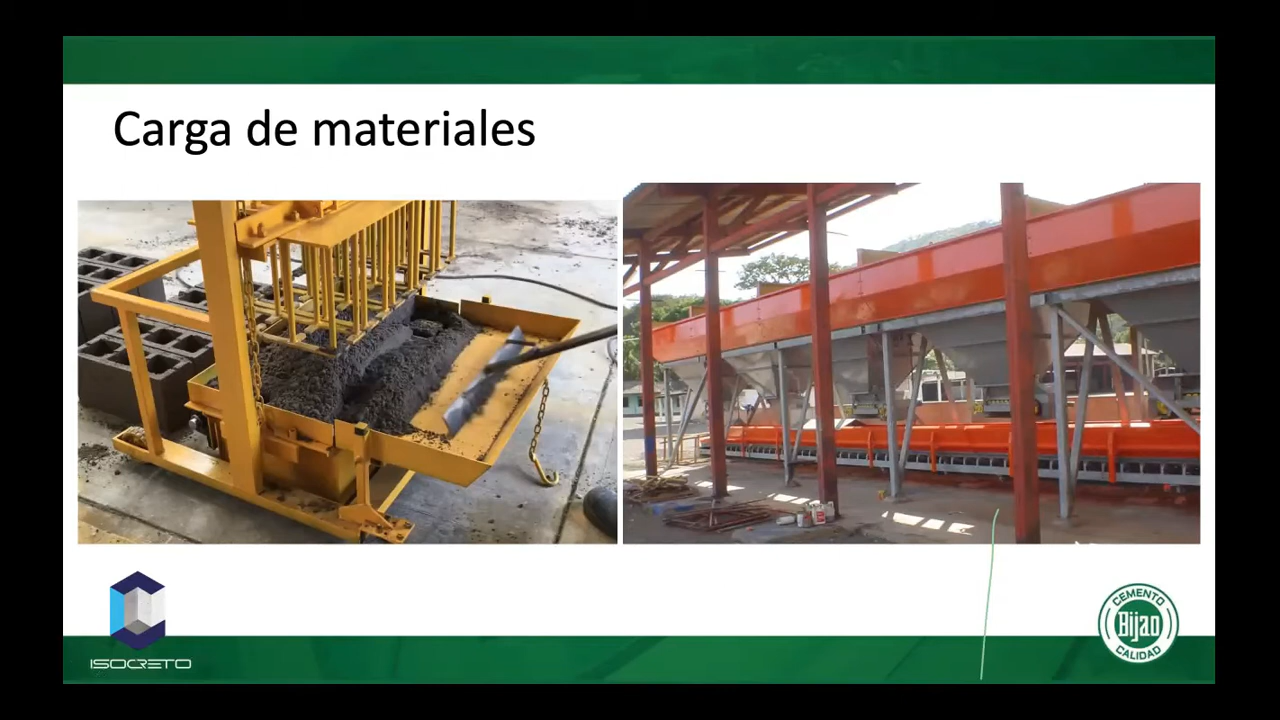 Carga de materiales
ISOCRETO
CEMENTO
Bijao
CALIDAD